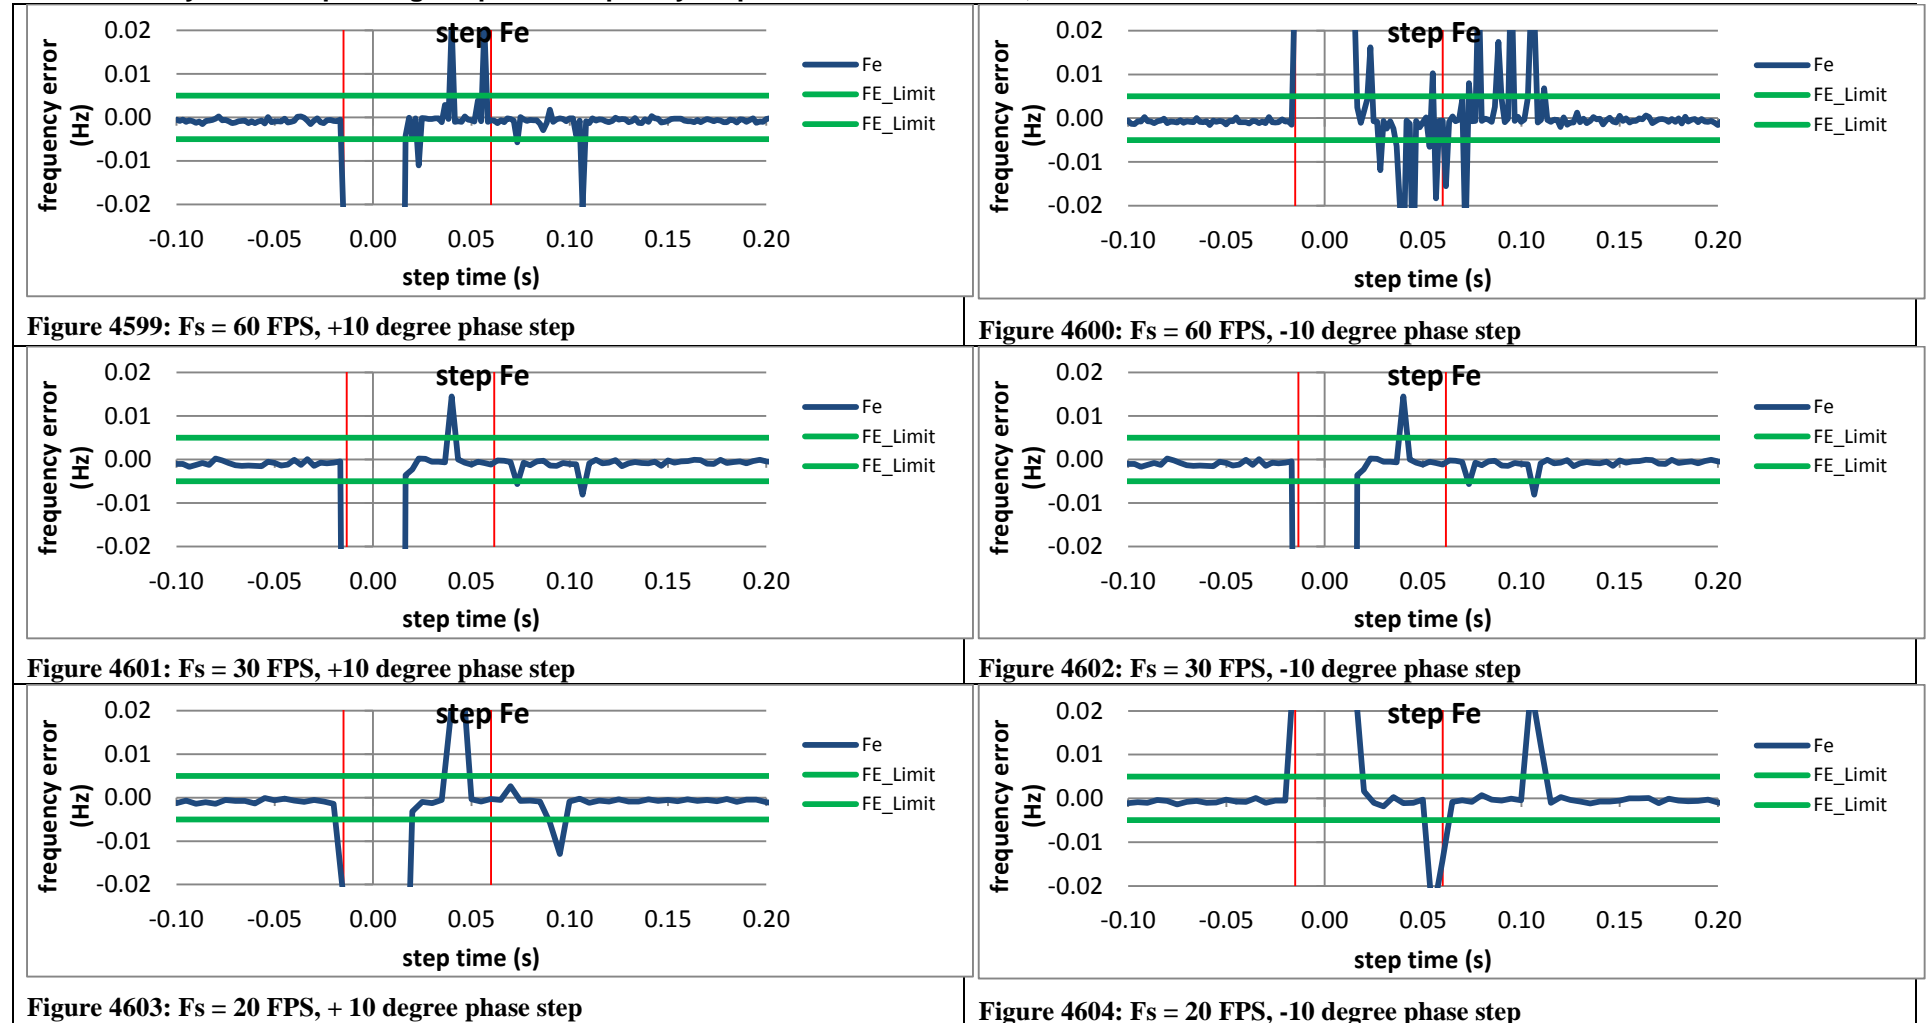 step Fe
frequency error
(Hz)
0.02
0.01
0.00
-0.01
-0.02
-0.10 -0.05 0.00 0.05 0.10 0.15 0.20
step time (s)
Fe
FE_Limit
FE_Limit
Figure 4599: Fs = 60 FPS, +10 degree phase step
step Fe
frequency error
(Hz)
0.02
0.01
0.00
-0.01
-0.02
-0.10 -0.05 0.00 0.05 0.10 0.15 0.20
step time (s)
Fe
FE_Limit
FE_Limit
Figure 4600: Fs = 60 FPS, -10 degree phase step
step Fe
frequency error
(Hz)
0.02
0.01
0.00
-0.01
-0.02
-0.10 -0.05 0.00 0.05 0.10 0.15 0.20
step time (s)
Fe
FE_Limit
FE_Limit
Figure 4601: Fs = 30 FPS, +10 degree phase step
step Fe
frequency error
(Hz)
0.02
0.01
0.00
-0.01
-0.02
-0.10 -0.05 0.00 0.05 0.10 0.15 0.20
step time (s)
Fe
FE_Limit
FE_Limit
Figure 4602: Fs = 30 FPS, -10 degree phase step
step Fe
frequency error
(Hz)
0.02
0.01
0.00
-0.01
-0.02
-0.10 -0.05 0.00 0.05 0.10 0.15 0.20
step time (s)
Fe
FE_Limit
FE_Limit
Figure 4603: Fs = 20 FPS, + 10 degree phase step
step Fe
frequency error
(Hz)
0.02
0.01
0.00
-0.01
-0.02
-0.10 -0.05 0.00 0.05 0.10 0.15 0.20
step time (s)
Fe
FE_Limit
FE_Limit
Figure 4604: Fs = 20 FPS, -10 degree phase step